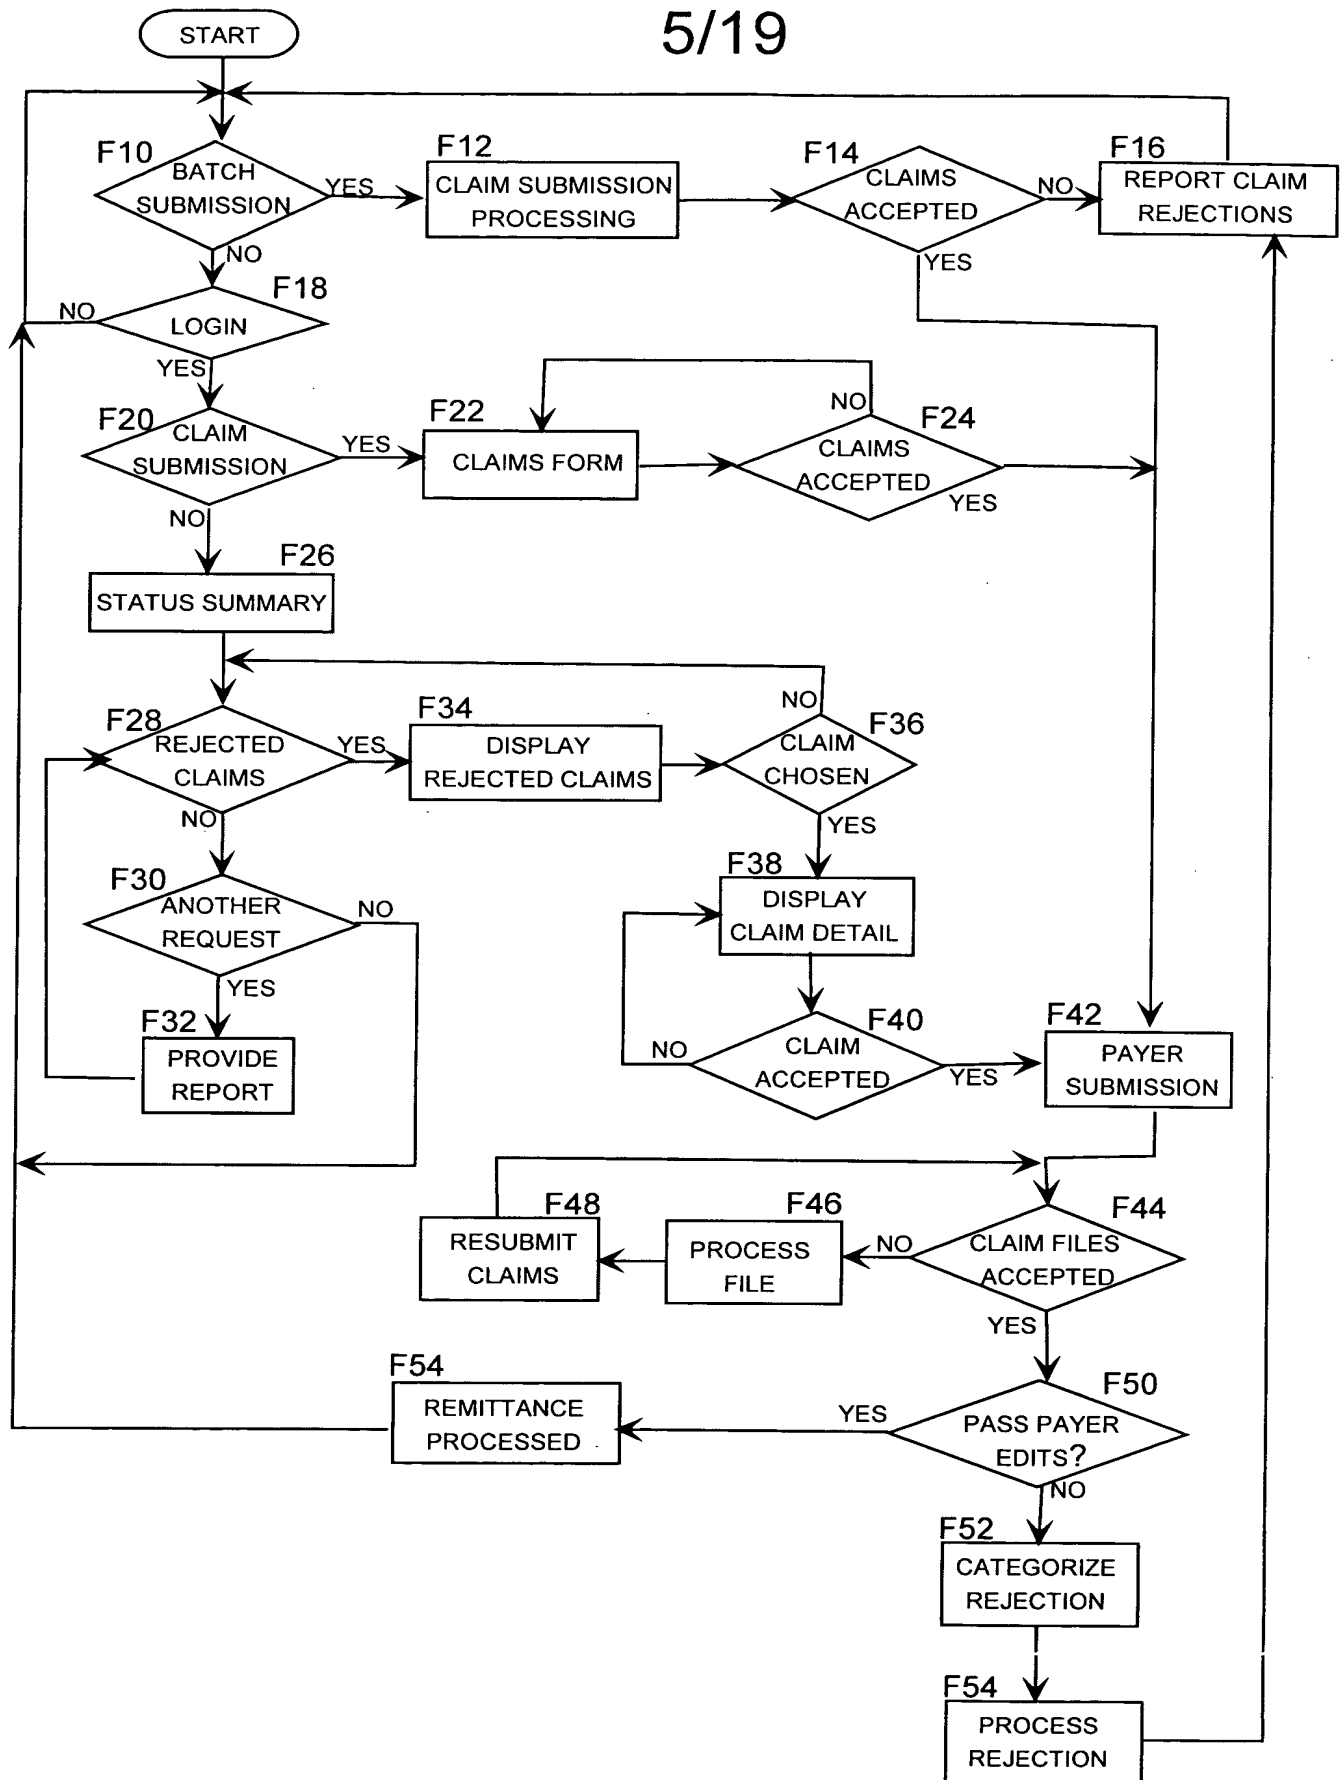 5/19
START
F10
BATCH
SUBMISSION
YES
NO
F12
CLAIM SUBMISSION
PROCESSING
F14
CLAIMS
ACCEPTED
NO
YES
F16
REPORT CLAIM
REJECTIONS
F18
NO
LOGIN
YES
F20
CLAIM
SUBMISSION
YES
NO
F22
CLAIMS FORM
NO
F24
CLAIMS
ACCEPTED
YES
F26
STATUS SUMMARY
F28
REJECTED
CLAIMS
YES
NO
F34
DISPLAY
REJECTED CLAIMS
NO
F36
CLAIM
CHOSEN
YES
F30
ANOTHER
REQUEST
NO
YES
F38
DISPLAY
CLAIM DETAIL
F32
PROVIDE
REPORT
F40
NO
CLAIM
ACCEPTED
YES
F42
PAYER
SUBMISSION
F48
RESUBMIT
CLAIMS
F46
PROCESS
FILE
NO
F44
CLAIM FILES
ACCEPTED
YES
F54
REMITTANCE
PROCESSED
YES
F50
PASS PAYER
EDITS?
NO
F52
CATEGORIZE
REJECTION
F54
PROCESS
REJECTION